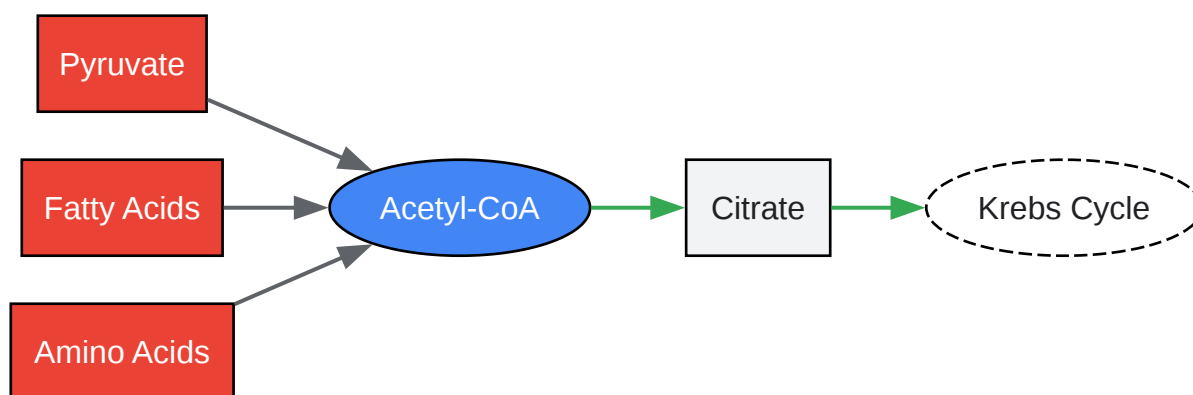 Pyruvate
Fatty Acids
Acetyl-CoA
Citrate
Krebs Cycle
Amino Acids